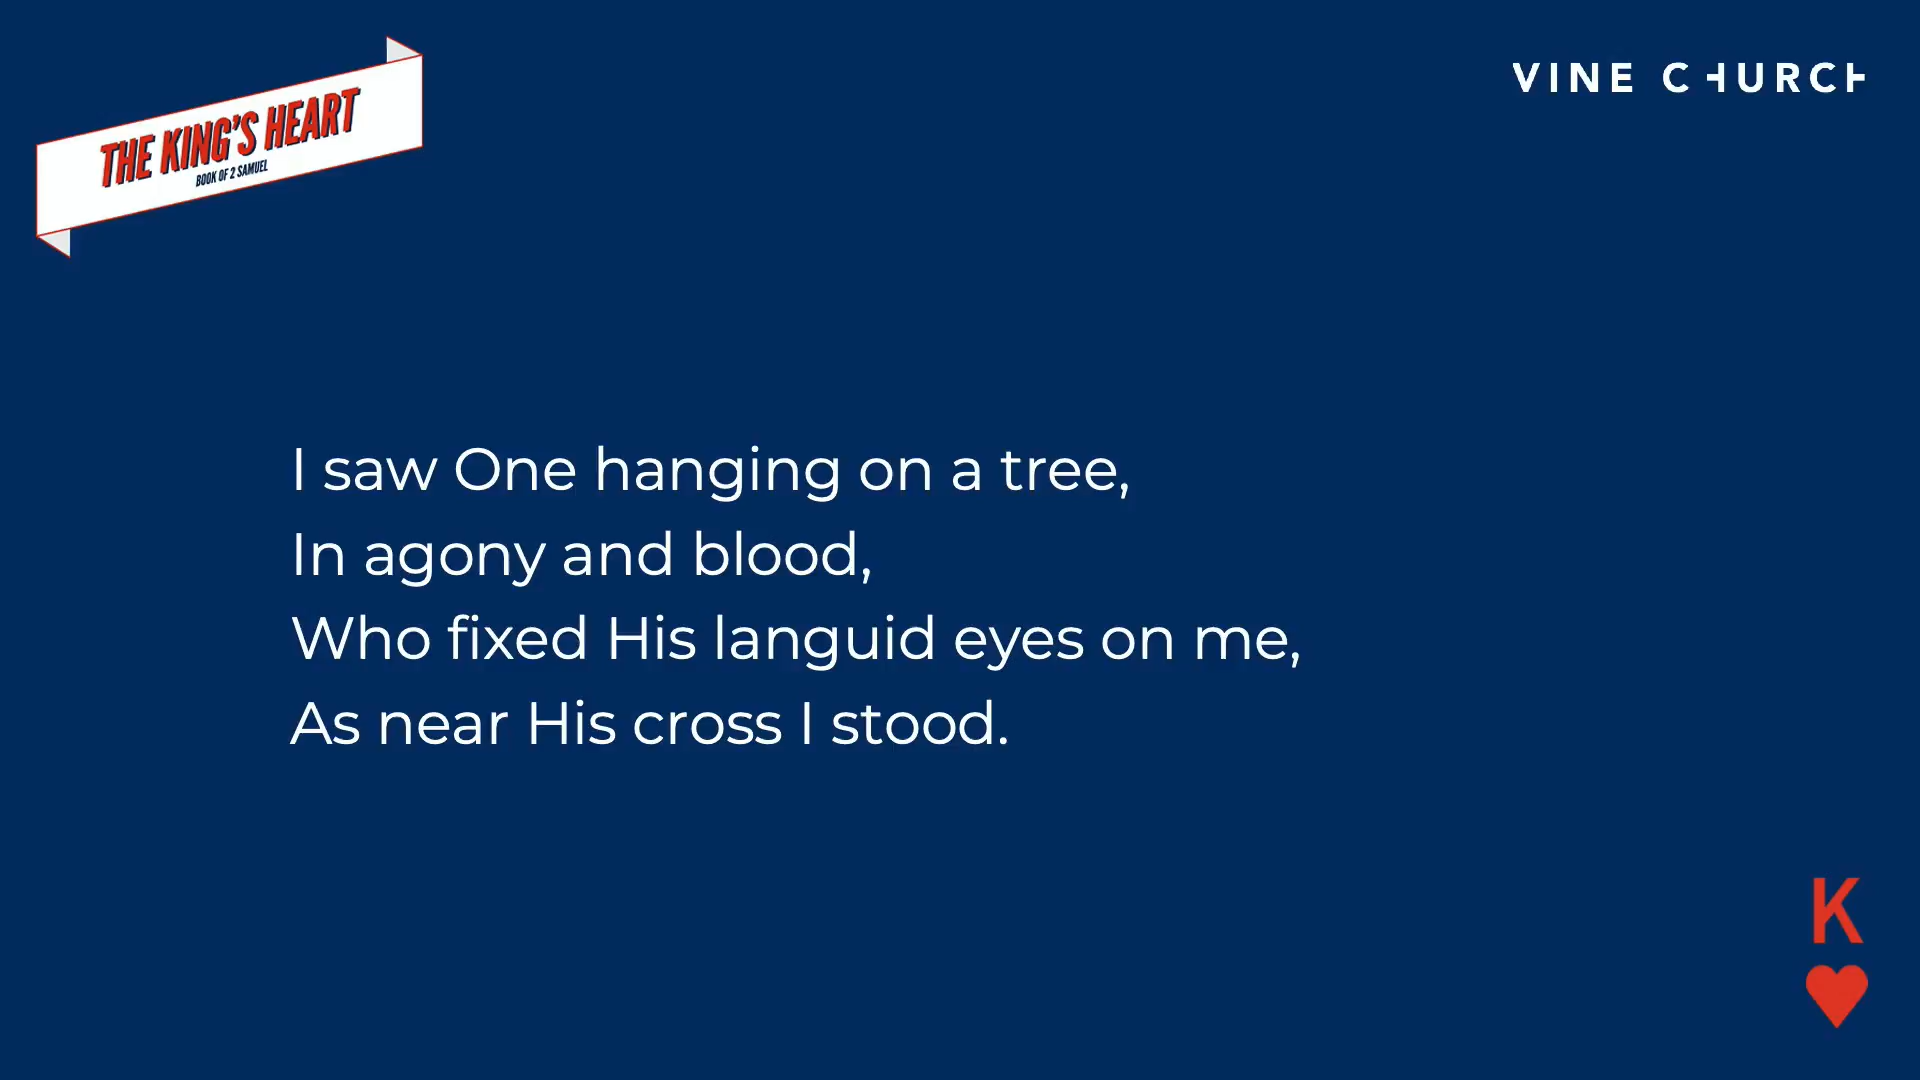 THE KING'S HEART
BOOK OF 2 SAMUEL
VINE CHURCH
I saw One hanging on a tree,
In agony and blood,
Who fixed His languid eyes on me,
As near His cross I stood.
K